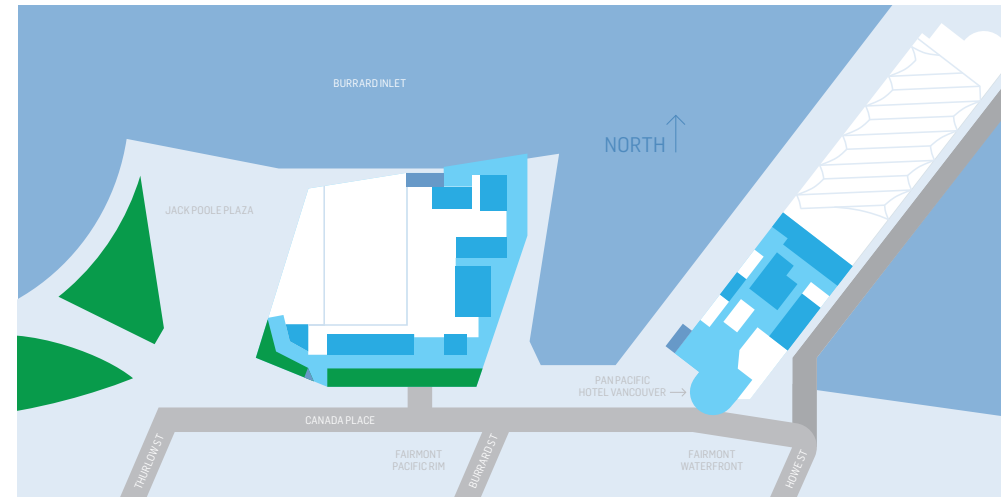 BURRARD INLET
NORTH
JACK POOLE PLAZA
PAN PACIFIC
HOTEL VANCOUVER
CANADA PLACE
THURLOW ST
FAIRMONT
PACIFIC RIM
BURRARD ST
FAIRMONT
WATERFRONT
HOWE ST